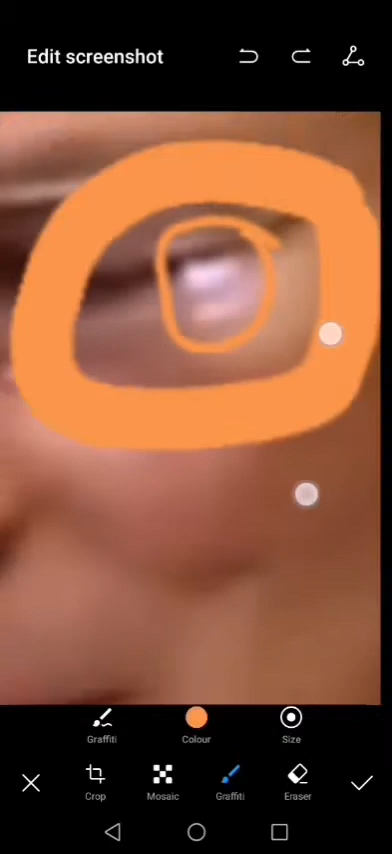 Edit screenshot
Graffiti
Colour
Size
Crop
Mosaic
Graffiti
Eraser